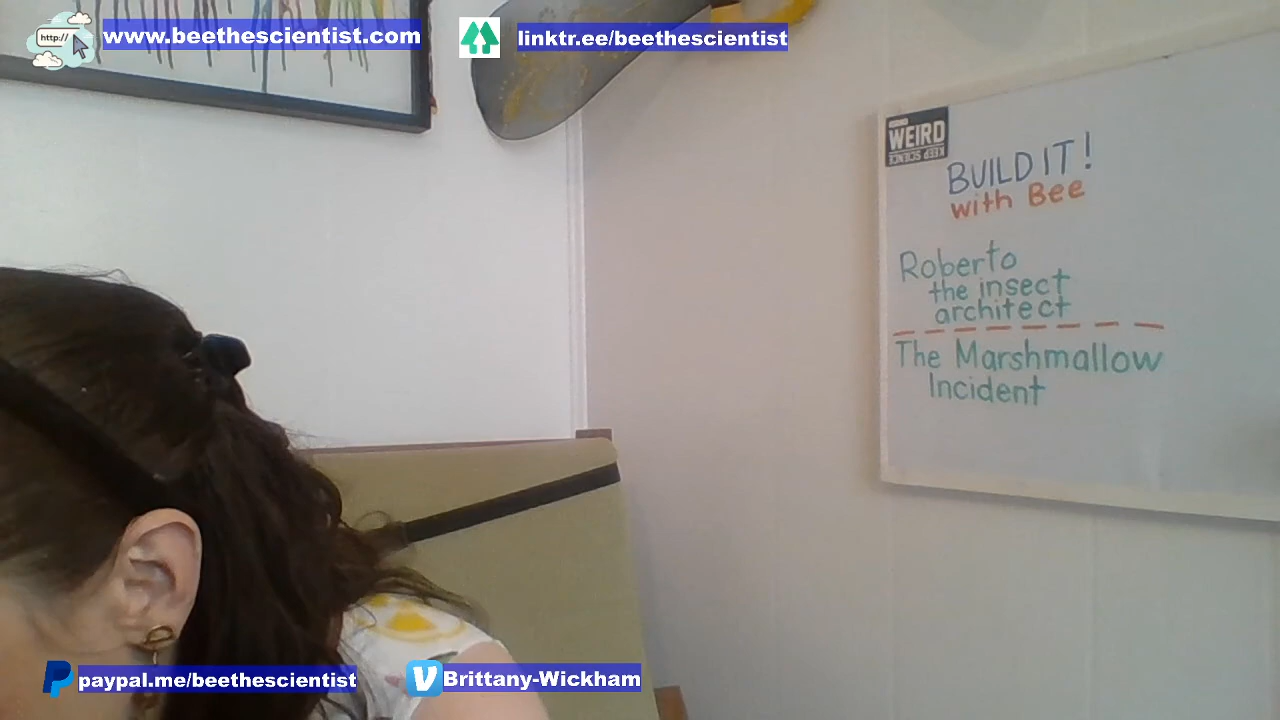 http://
www.beethescientist.com
linktr.ee/beethescientist
WEIRD
KEEP SCIENCE
BUILD IT!
with Bee
Roberto
the insect
architect
The Marshmallow
Incident
paypal.me/beethescientist
Brittany-Wickham